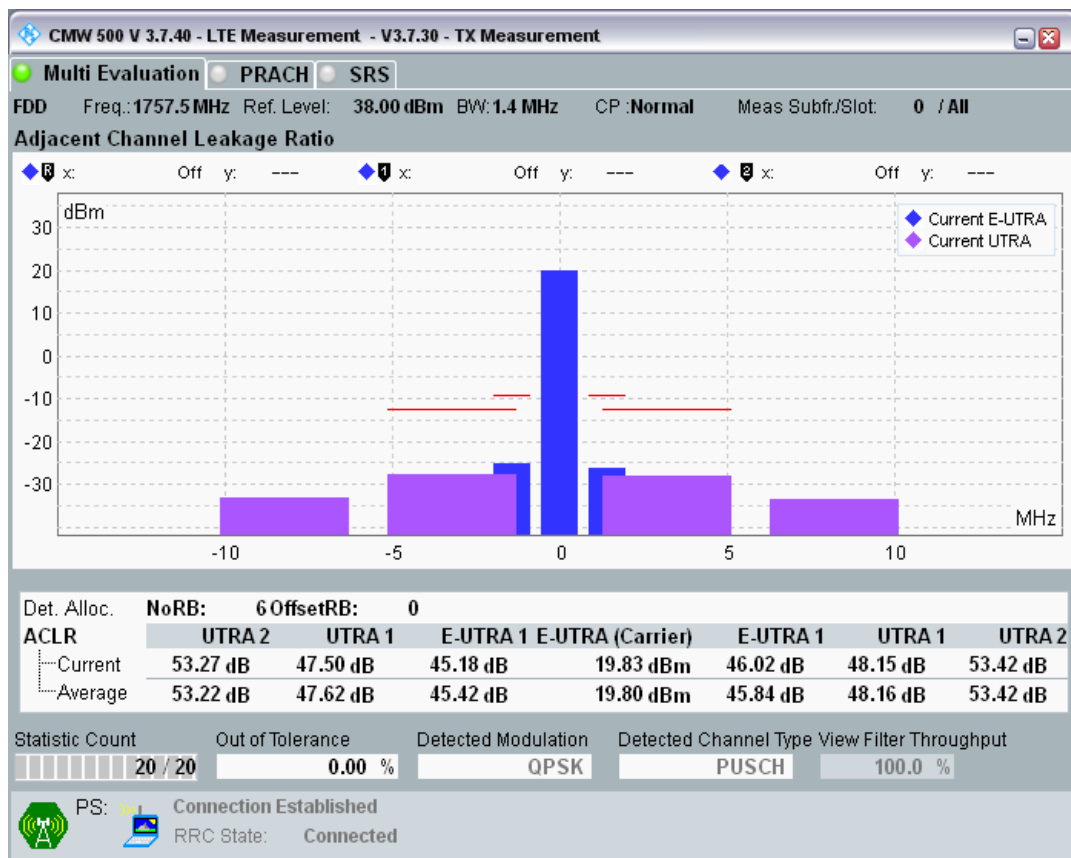 CMW 500 V 3.7.40 - LTE Measurement - V3.7.30 - TX Measurement
Multi Evaluation PRACH SRS
FDD Freq.: 1757.5 MHz Ref. Level: 38.00 dBm BW: 1.4 MHz CP :Normal Meas Subfr./Slot: 0 / All
Adjacent Channel Leakage Ratio
R x: Off y: --- 1 x: Off y: --- 2 x: Off y: ---
dBm
Current E-UTRA
Current UTRA
30
20
10
0
-10
-20
-30
MHz
-10 -5 0 5 10
Det. Alloc. NoRB: 6 OffsetRB: 0
ACLR UTRA 2 UTRA 1 E-UTRA 1 E-UTRA (Carrier) E-UTRA 1 UTRA 1 UTRA 2
Current 53.27 dB 47.50 dB 45.18 dB 19.83 dBm 46.02 dB 48.15 dB 53.42 dB
Average 53.22 dB 47.62 dB 45.42 dB 19.80 dBm 45.84 dB 48.16 dB 53.42 dB
Statistic Count Out of Tolerance Detected Modulation Detected Channel Type View Filter Throughput
20 / 20 0.00 % QPSK PUSCH 100.0 %
PS: Connection Established
RRC State: Connected